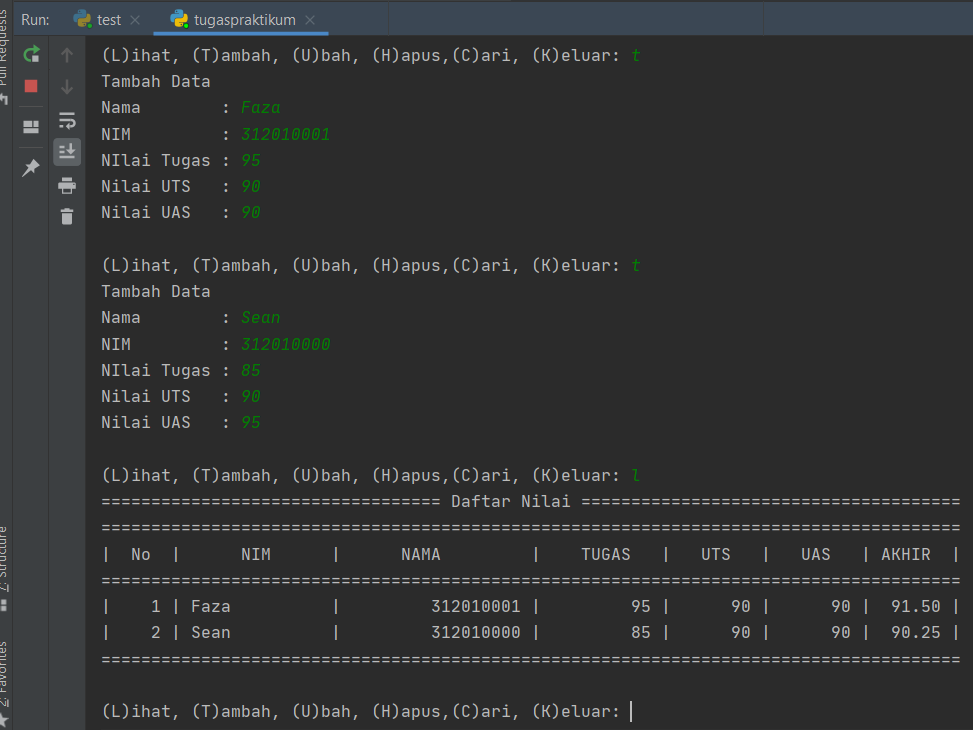 Run: test tugaspraktikum
Pull Requests
(L)ihat, (T)ambah, (U)bah, (H)apus,(C)ari, (K)eluar: t
Tambah Data
Nama : Faza
NIM : 312010001
NIlai Tugas : 95
Nilai UTS : 90
Nilai UAS : 90
(L)ihat, (T)ambah, (U)bah, (H)apus,(C)ari, (K)eluar: t
Tambah Data
Nama : Sean
NIM : 312010000
NIlai Tugas : 85
Nilai UTS : 90
Nilai UAS : 95
(L)ihat, (T)ambah, (U)bah, (H)apus,(C)ari, (K)eluar: l
================================== Daftar Nilai ======================================
======================================================================================
| No | NIM | NAMA | TUGAS | UTS | UAS | AKHIR |
======================================================================================
| 1 | Faza | 312010001 | 95 | 90 | 90 | 91.50 |
| 2 | Sean | 312010000 | 85 | 90 | 90 | 90.25 |
======================================================================================
(L)ihat, (T)ambah, (U)bah, (H)apus,(C)ari, (K)eluar:
7: Structure
2: Favorites